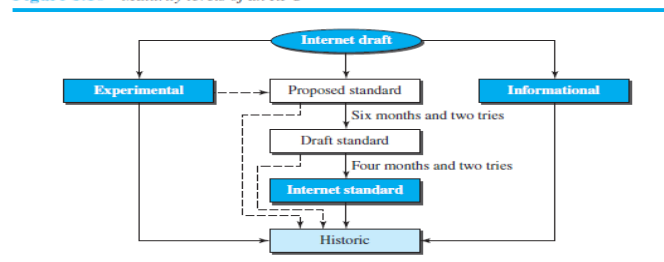 Internet draft
Experimental
Proposed standard
Informational
Six months and two tries
Draft standard
Four months and two tries
Internet standard
Historic